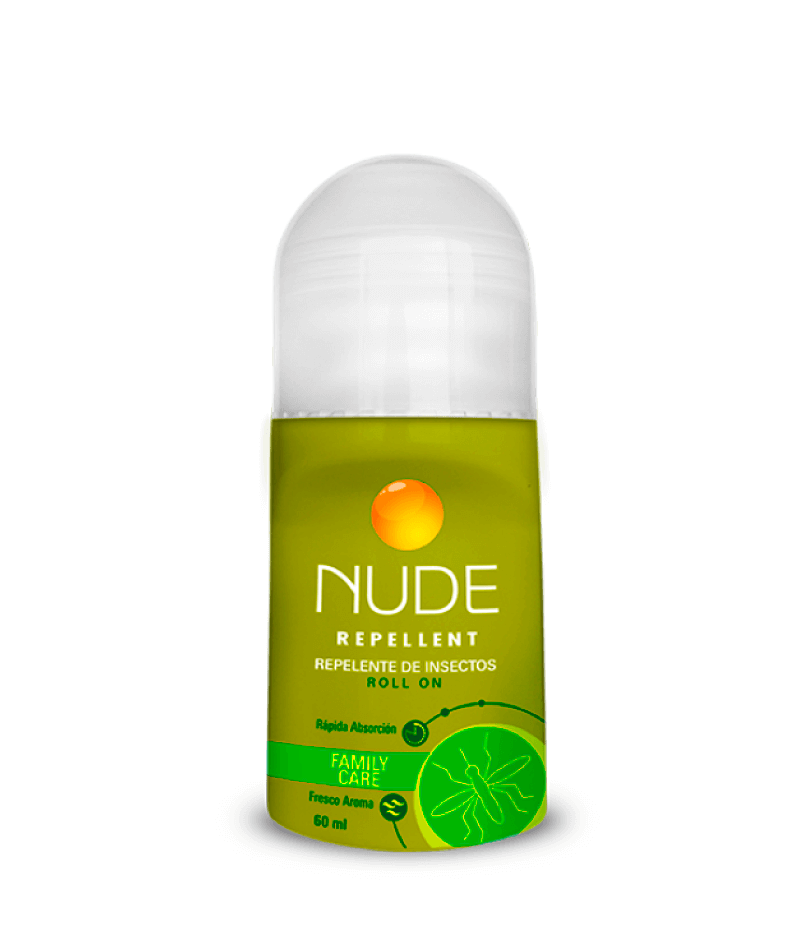 NUDE
REPELLENT
REPELENTE DE INSECTOS
ROLL ON
Rápida Absorción
FAMILY
CARE
Fresco Aroma
60 ml